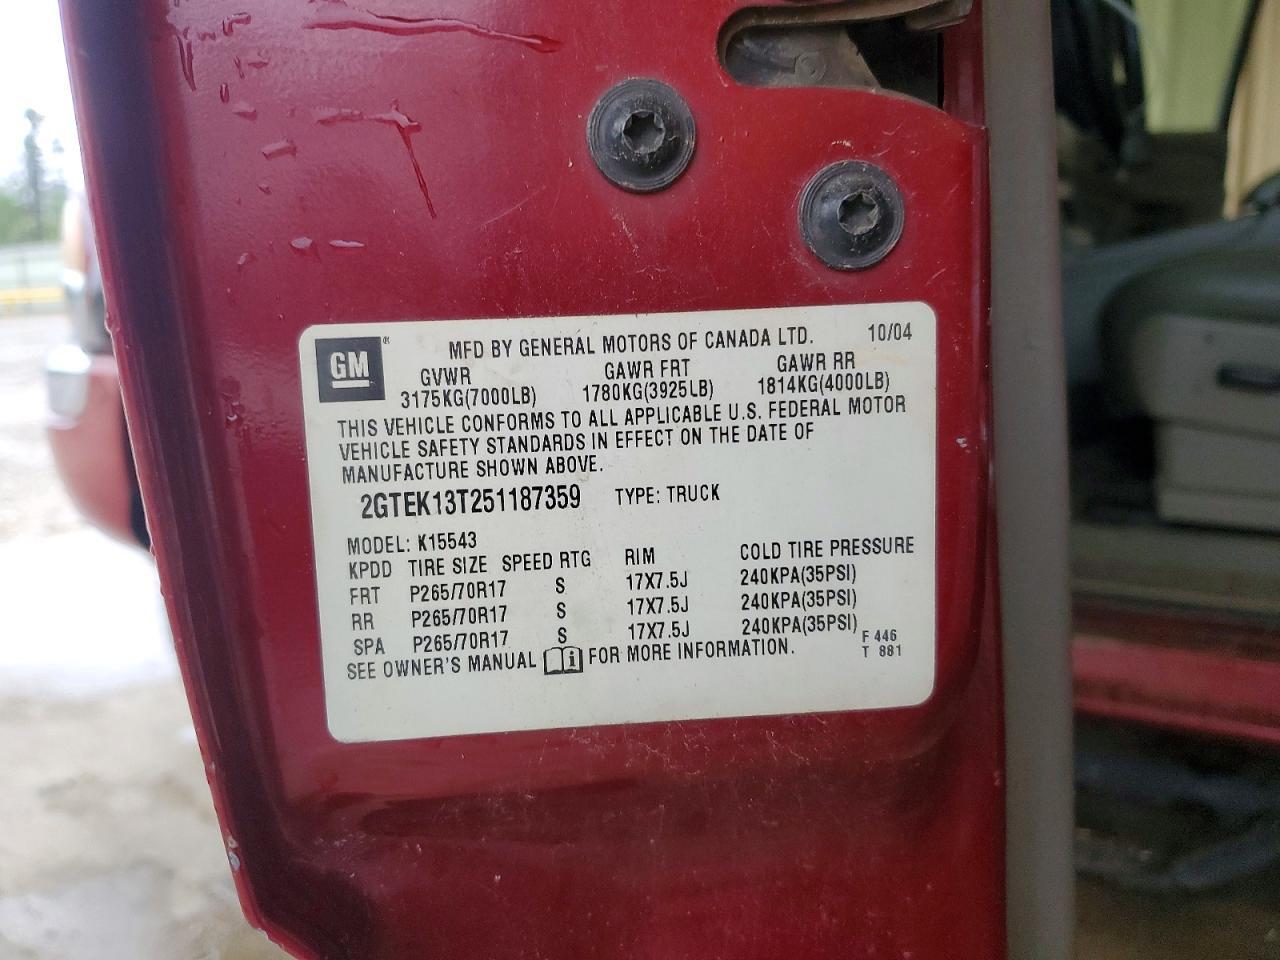 GM ®
MFD BY GENERAL MOTORS OF CANADA LTD. 10/04
GVWR GAWR FRT GAWR RR
3175KG(7000LB) 1780KG(3925LB) 1814KG(4000LB)
THIS VEHICLE CONFORMS TO ALL APPLICABLE U.S. FEDERAL MOTOR
VEHICLE SAFETY STANDARDS IN EFFECT ON THE DATE OF
MANUFACTURE SHOWN ABOVE.
2GTEK13T251187359 TYPE: TRUCK
MODEL: K15543
KPDD TIRE SIZE SPEED RTG RIM COLD TIRE PRESSURE
FRT P265/70R17 S 17X7.5J 240KPA(35PSI)
RR P265/70R17 S 17X7.5J 240KPA(35PSI)
SPA P265/70R17 S 17X7.5J 240KPA(35PSI)
SEE OWNER'S MANUAL i FOR MORE INFORMATION.
F 446
T 881